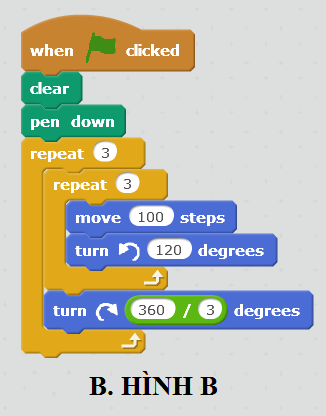 when clicked
clear
pen down
repeat 3
repeat 3
move 100 steps
turn 120 degrees
turn 360 / 3 degrees
B. HÌNH B